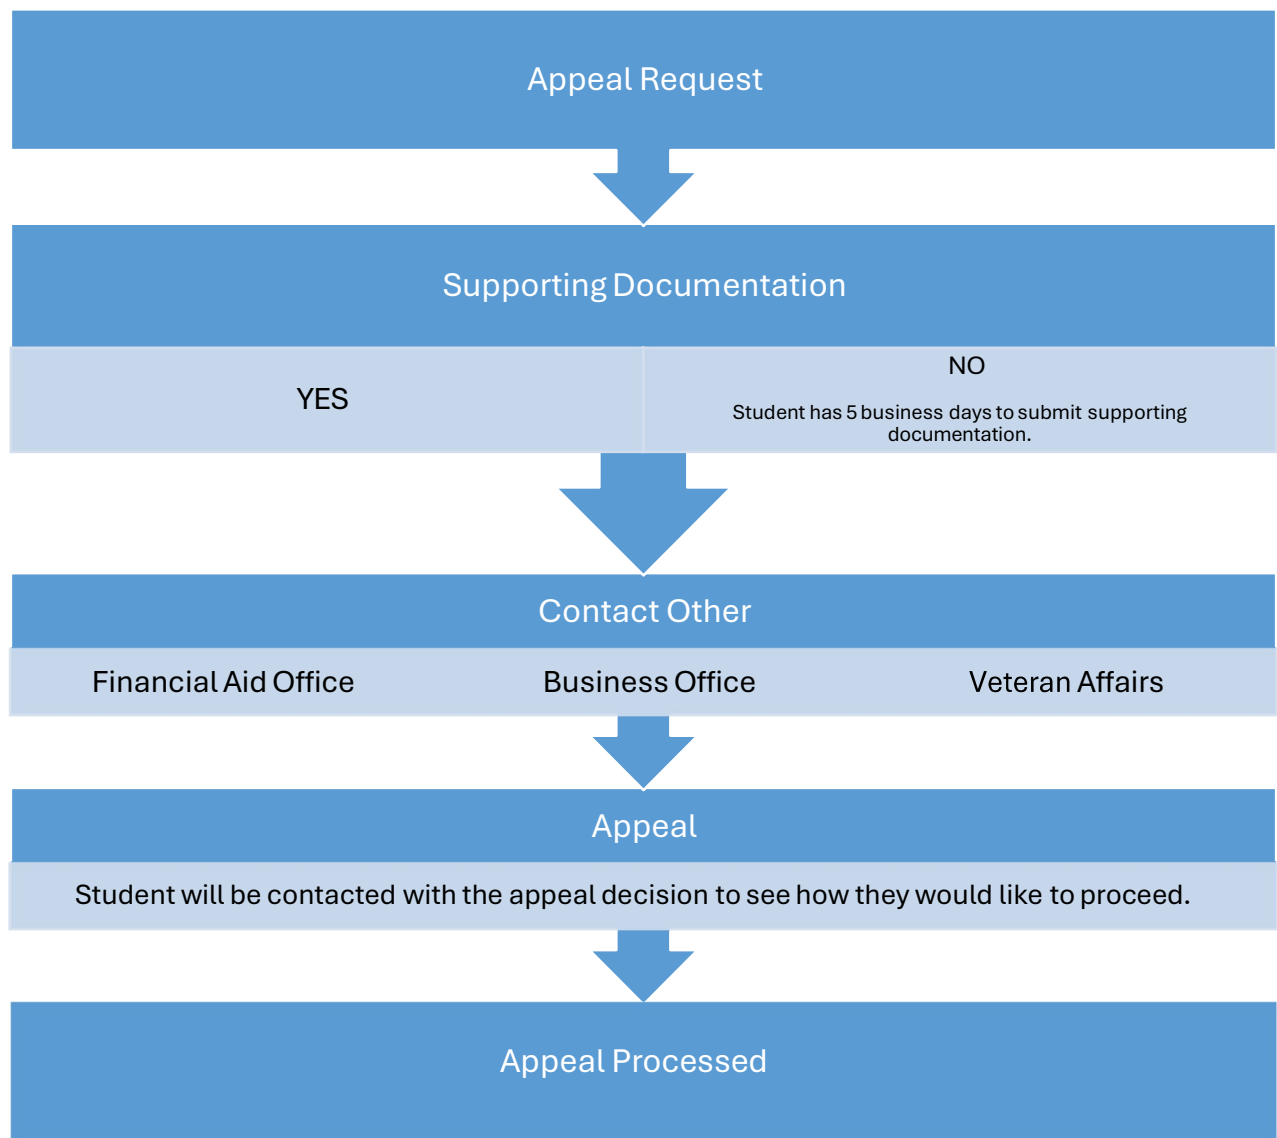 Appeal Request
Supporting Documentation
YES
NO
Student has 5 business days to submit supporting
documentation.
Contact Other
Financial Aid Office
Business Office
Veteran Affairs
Appeal
Student will be contacted with the appeal decision to see how they would like to proceed.
Appeal Processed